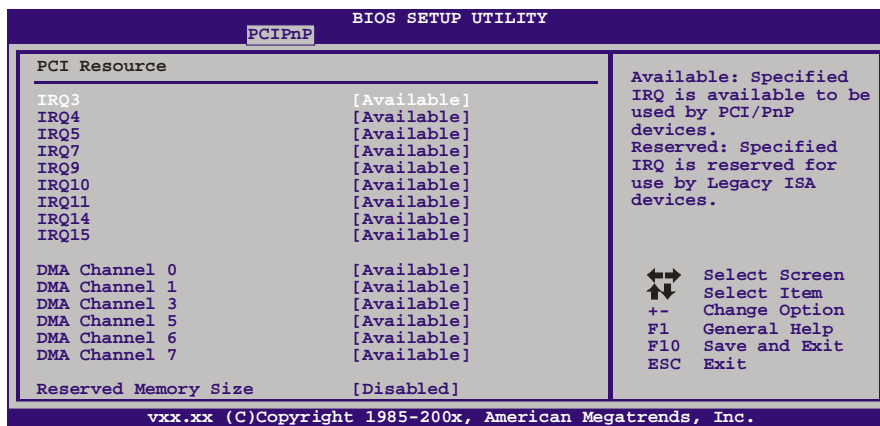 BIOS SETUP UTILITY
PCIPnP
PCI Resource
IRQ3 [Available]
IRQ4 [Available]
IRQ5 [Available]
IRQ7 [Available]
IRQ9 [Available]
IRQ10 [Available]
IRQ11 [Available]
IRQ14 [Available]
IRQ15 [Available]
DMA Channel 0 [Available]
DMA Channel 1 [Available]
DMA Channel 3 [Available]
DMA Channel 5 [Available]
DMA Channel 6 [Available]
DMA Channel 7 [Available]
Reserved Memory Size [Disabled]
Available: Specified
IRQ is available to be
used by PCI/PnP
devices.
Reserved: Specified
IRQ is reserved for
use by Legacy ISA
devices.
Select Screen
Select Item
+- Change Option
F1 General Help
F10 Save and Exit
ESC Exit
vxx.xx (C)Copyright 1985-200x, American Megatrends, Inc.